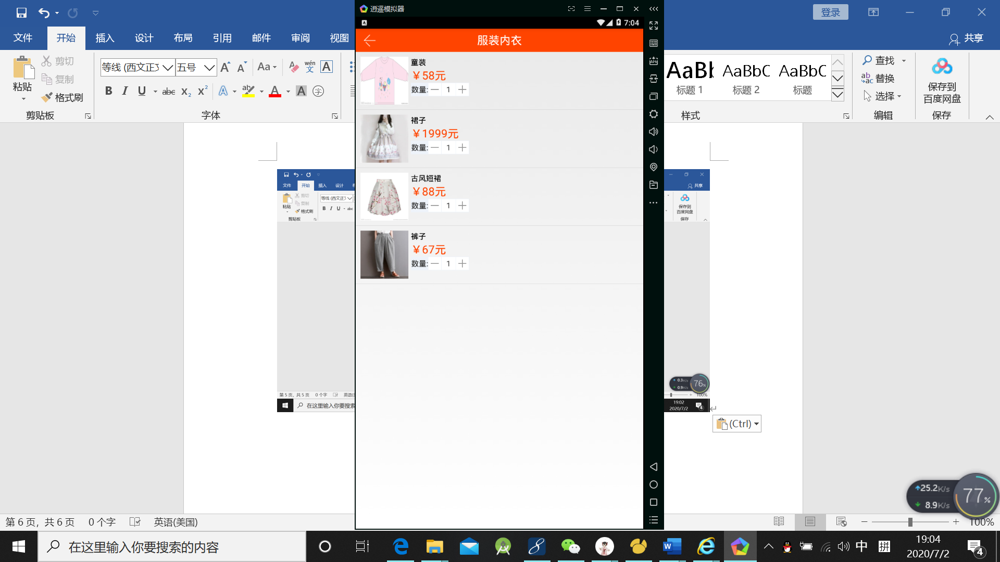 逍遥模拟器
登录
文件 开始 插入 设计 布局 引用 邮件 审阅 视图
共享
7:04
服装内衣
粘贴
剪切
复制
格式刷
剪贴板
等线 (西文正文
五号
Aa
wén
文
A
B I U abc X₂ X²
A
字
字体
AaBl AaBbC AaBbC
标题 1 标题 2 标题
样式
查找
替换
选择
编辑
保存到
百度网盘
保存
童装
￥58元
数量: 1
裙子
￥1999元
数量: 1
古风短裙
￥88元
数量: 1
裤子
￥67元
数量: 1
文件 开始 插入 设计
共享
粘贴
剪切
复制
格式刷
剪贴板
等线 (西文正文
B I U abc
保存到
百度网盘
保存
0.3K/s
0.9K/s
76%
第 5 页, 共 5 页 0 个字
100%
在这里输入你要搜索
19:02
2020/7/2
4
(Ctrl)
25.2K/s
8.9K/s
77%
第 6 页, 共 6 页 0 个字 英语(美国)
100%
在这里输入你要搜索的内容
中
拼
19:04
2020/7/2
4